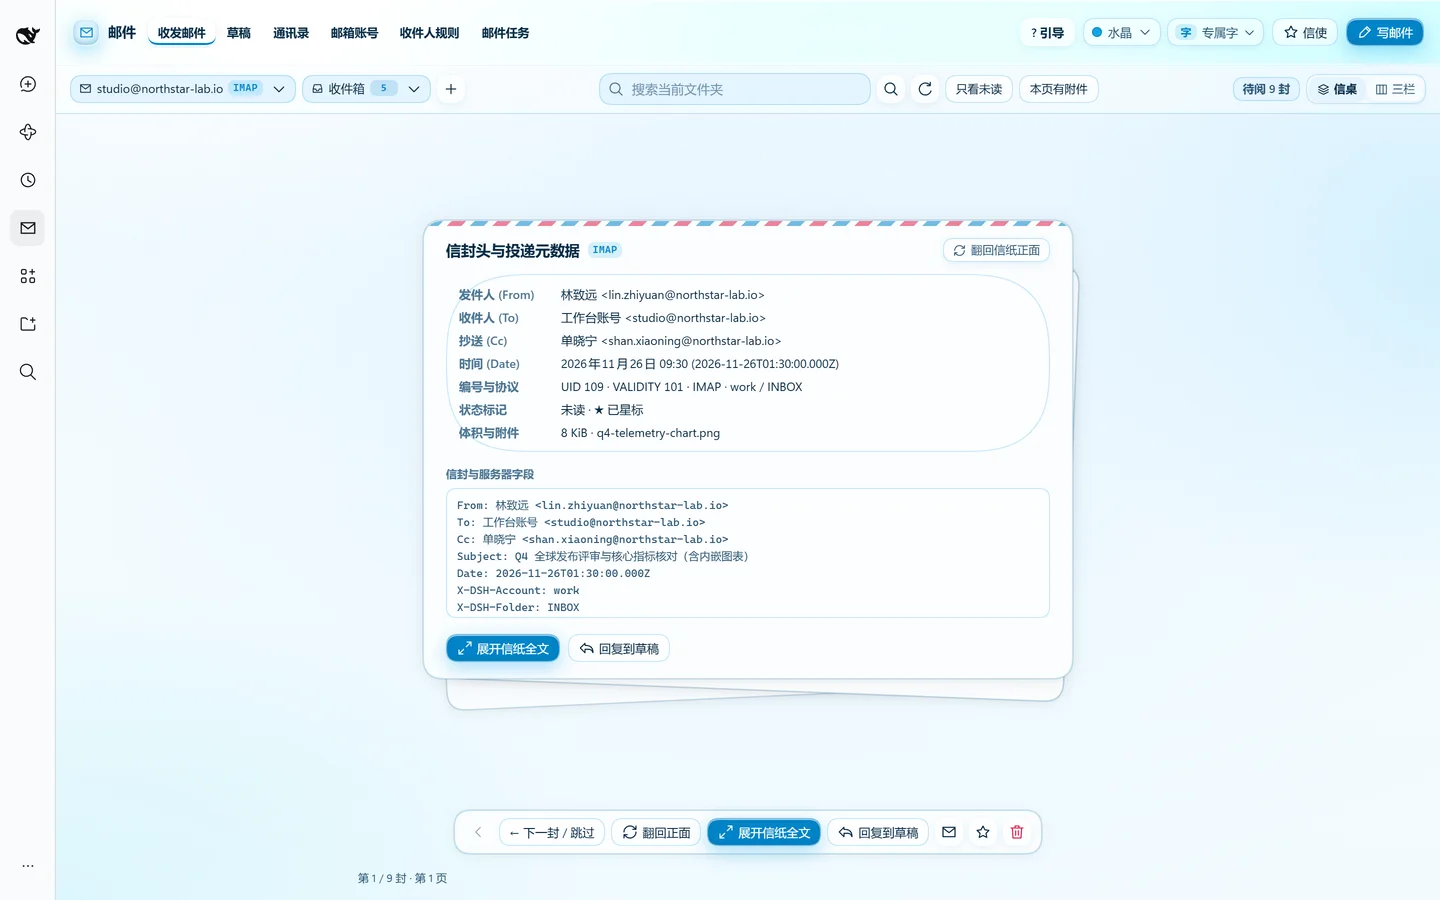 邮件 收发邮件 草稿 通讯录 邮箱账号 收件人规则 邮件任务 ? 引导 水晶 字 专属字 信使 写邮件
studio@northstar-lab.io IMAP 收件箱 5 搜索当前文件夹 只看未读 本页有附件 待阅 9 封 信桌 三栏
信封头与投递元数据 IMAP 翻回信纸正面
发件人 (From) 林致远 <lin.zhiyuan@northstar-lab.io>
收件人 (To) 工作台账号 <studio@northstar-lab.io>
抄送 (Cc) 单晓宁 <shan.xiaoning@northstar-lab.io>
时间 (Date) 2026年11月26日 09:30 (2026-11-26T01:30:00.000Z)
编号与协议 UID 109 · VALIDITY 101 · IMAP · work / INBOX
状态标记 未读 · ★ 已星标
体积与附件 8 KiB · q4-telemetry-chart.png
信封与服务器字段
From: 林致远 <lin.zhiyuan@northstar-lab.io>
To: 工作台账号 <studio@northstar-lab.io>
Cc: 单晓宁 <shan.xiaoning@northstar-lab.io>
Subject: Q4 全球发布评审与核心指标核对（含内嵌图表）
Date: 2026-11-26T01:30:00.000Z
X-DSH-Account: work
X-DSH-Folder: INBOX
展开信纸全文 回复到草稿
← 下一封 / 跳过 翻回正面 展开信纸全文 回复到草稿
第 1 / 9 封 · 第 1 页